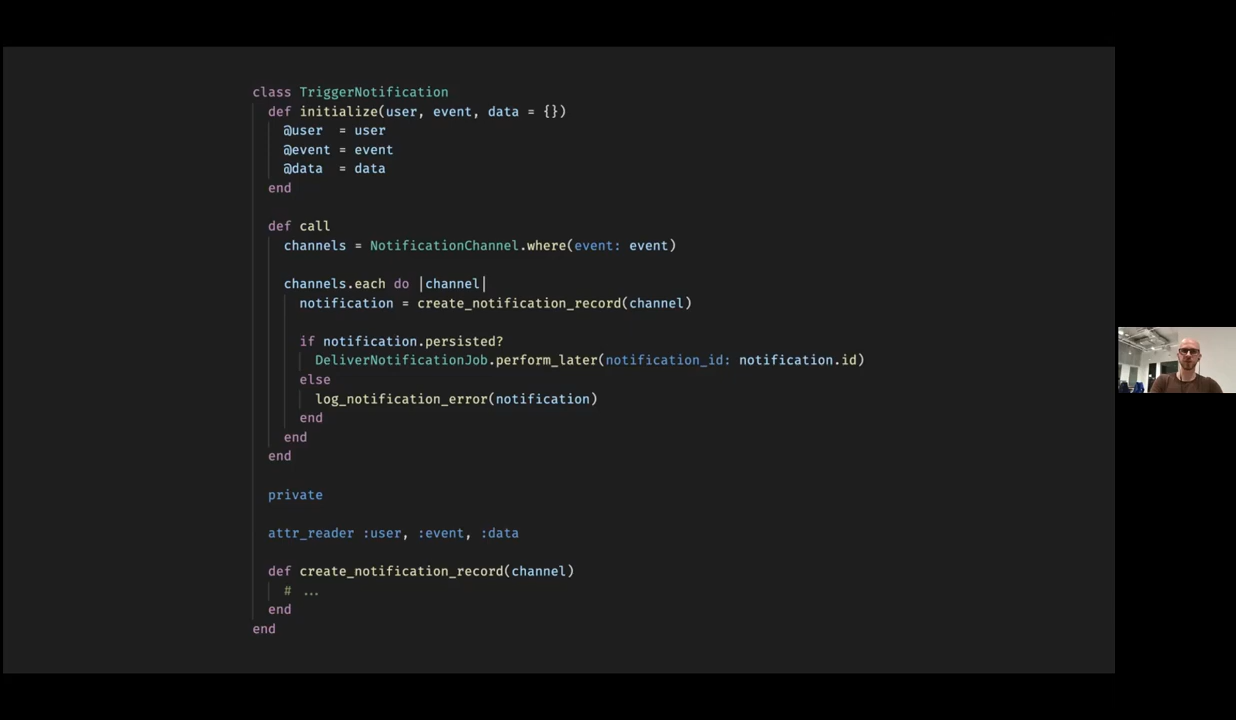 class TriggerNotification
def initialize(user, event, data = {})
@user = user
@event = event
@data = data
end
def call
channels = NotificationChannel.where(event: event)
channels.each do |channel|
notification = create_notification_record(channel)
if notification.persisted?
DeliverNotificationJob.perform_later(notification_id: notification.id)
else
log_notification_error(notification)
end
end
end
private
attr_reader :user, :event, :data
def create_notification_record(channel)
# ...
end
end